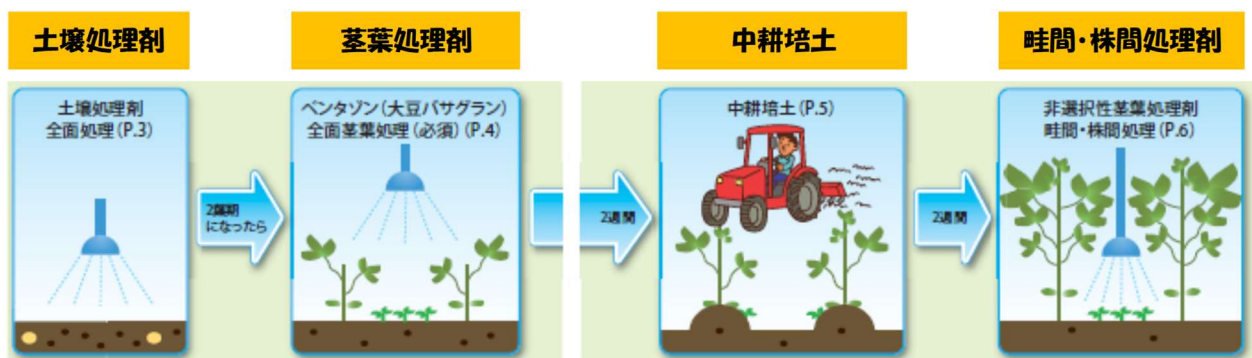 土壌処理剤
茎葉処理剤
中耕培土
畦間・株間処理剤
土壌処理剤
全面処理(P.3)
2葉期
になったら
ベンタゾン(大豆バサグラン)
全面茎葉処理(必須)(P.4)
2週間
中耕培土(P.5)
2週間
非選択性茎葉処理剤
畦間・株間処理(P.6)